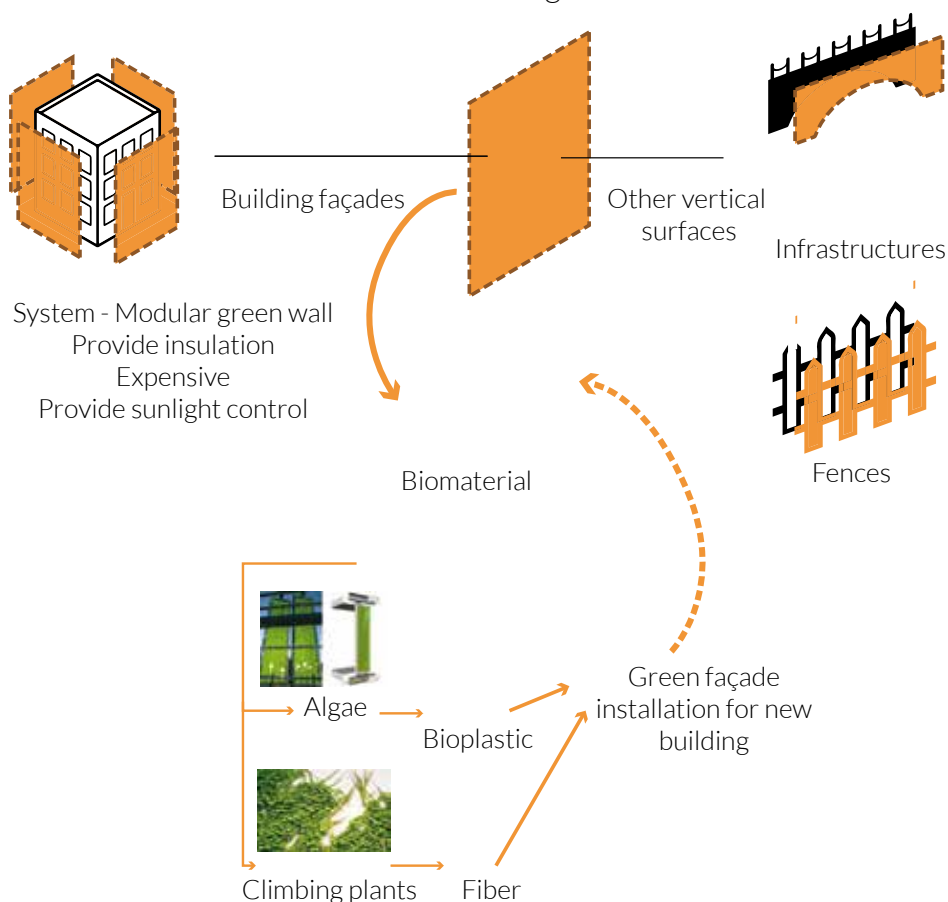 Building façades
Other vertical
surfaces
Infrastructures
System - Modular green wall
Provide insulation
Expensive
Provide sunlight control
Fences
Biomaterial
Algae
Bioplastic
Green façade
installation for new
building
Climbing plants
Fiber